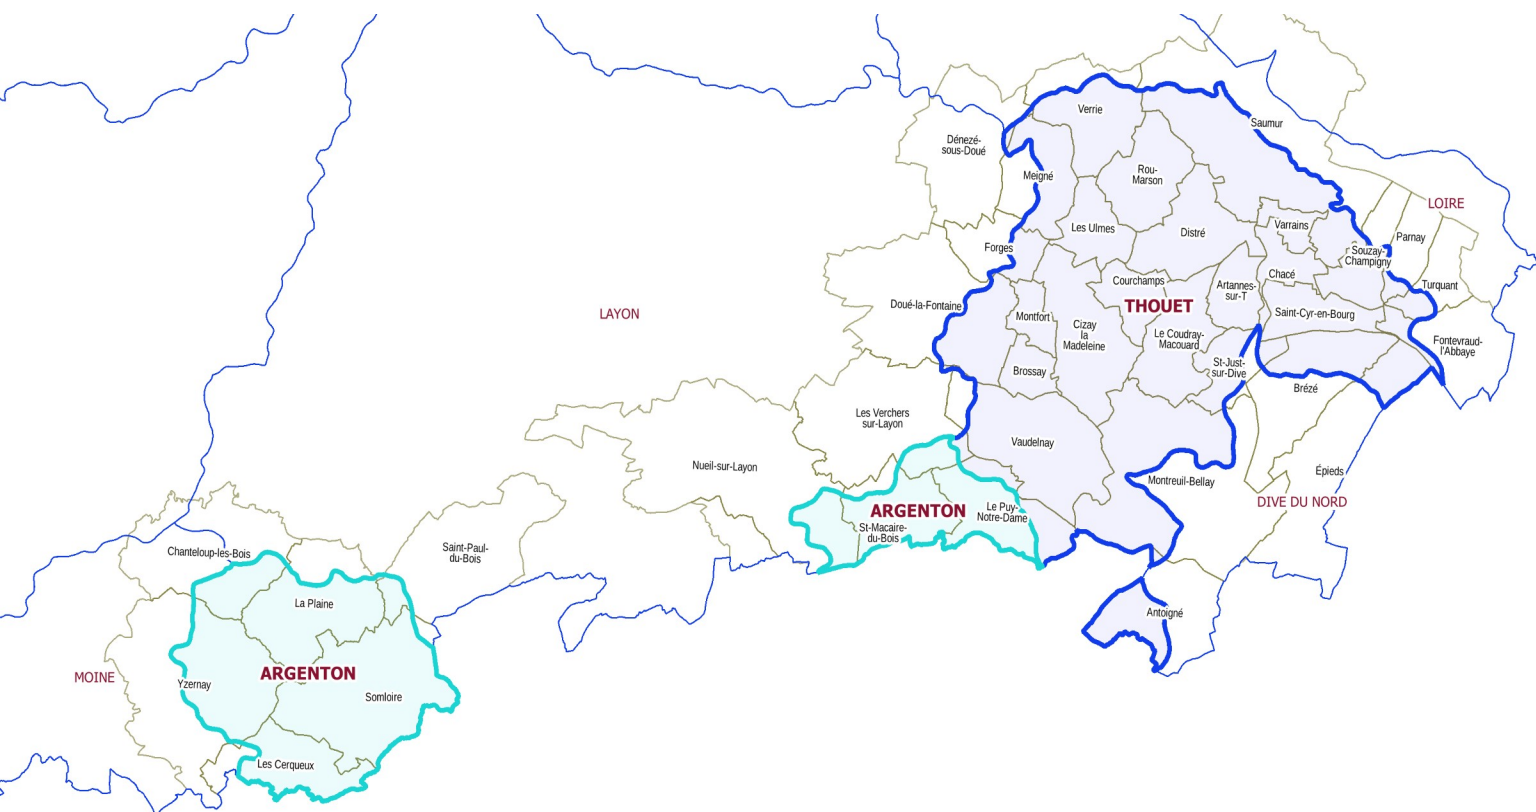 Verrie
Saumur
Dénezé-
sous-Doué
Meigné
Rou-
Marson
LOIRE
Les Ulmes
Distré
Varrains
Parnay
Forges
Souzay-
Champigny
Courchamps
Chacé
Artannes-
sur-T
Turquant
Doué-la-Fontaine
THOUET
LAYON
Montfort
Saint-Cyr-en-Bourg
Cizay
la
Madeleine
Le Coudray-
Macouard
Fontevraud-
l'Abbaye
St-Just-
sur-Dive
Brossay
Brézé
Les Verchers
sur-Layon
Vaudelnay
Nueil-sur-Layon
Épieds
Montreuil-Bellay
DIVE DU NORD
ARGENTON
Le Puy-
Notre-Dame
St-Macaire-
du-Bois
Chanteloup-les-Bois
Saint-Paul-
du-Bois
La Plaine
Antoigné
ARGENTON
MOINE
Yzernay
Somloire
Les Cerqueux